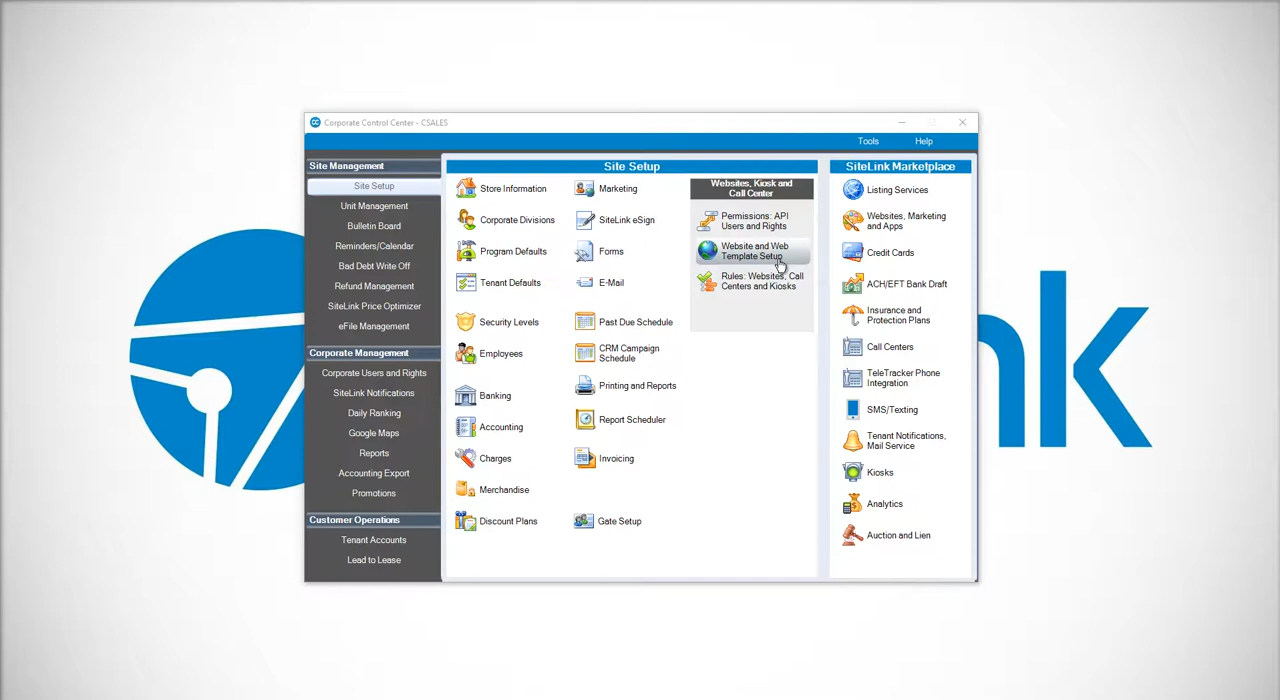 Corporate Control Center - CSALES
Tools
Help
Site Management
Site Setup
Unit Management
Bulletin Board
Reminders/Calendar
Bad Debt Write Off
Refund Management
SiteLink Price Optimizer
eFile Management
Corporate Management
Corporate Users and Rights
SiteLink Notifications
Daily Ranking
Google Maps
Reports
Accounting Export
Promotions
Customer Operations
Tenant Accounts
Lead to Lease
Site Setup
Store Information
Corporate Divisions
Program Defaults
Tenant Defaults
Security Levels
Employees
Banking
Accounting
Charges
Merchandise
Discount Plans
Marketing
SiteLink eSign
Forms
E-Mail
Past Due Schedule
CRM Campaign
Schedule
Printing and Reports
Report Scheduler
Invoicing
Gate Setup
Websites, Kiosk and
Call Center
Permissions: API
Users and Rights
Website and Web
Template Setup
Rules: Websites, Call
Centers and Kiosks
SiteLink Marketplace
Listing Services
Websites, Marketing
and Apps
Credit Cards
ACH/EFT Bank Draft
Insurance and
Protection Plans
Call Centers
TeleTracker Phone
Integration
SMS/Texting
Tenant Notifications,
Mail Service
Kiosks
Analytics
Auction and Lien
nk